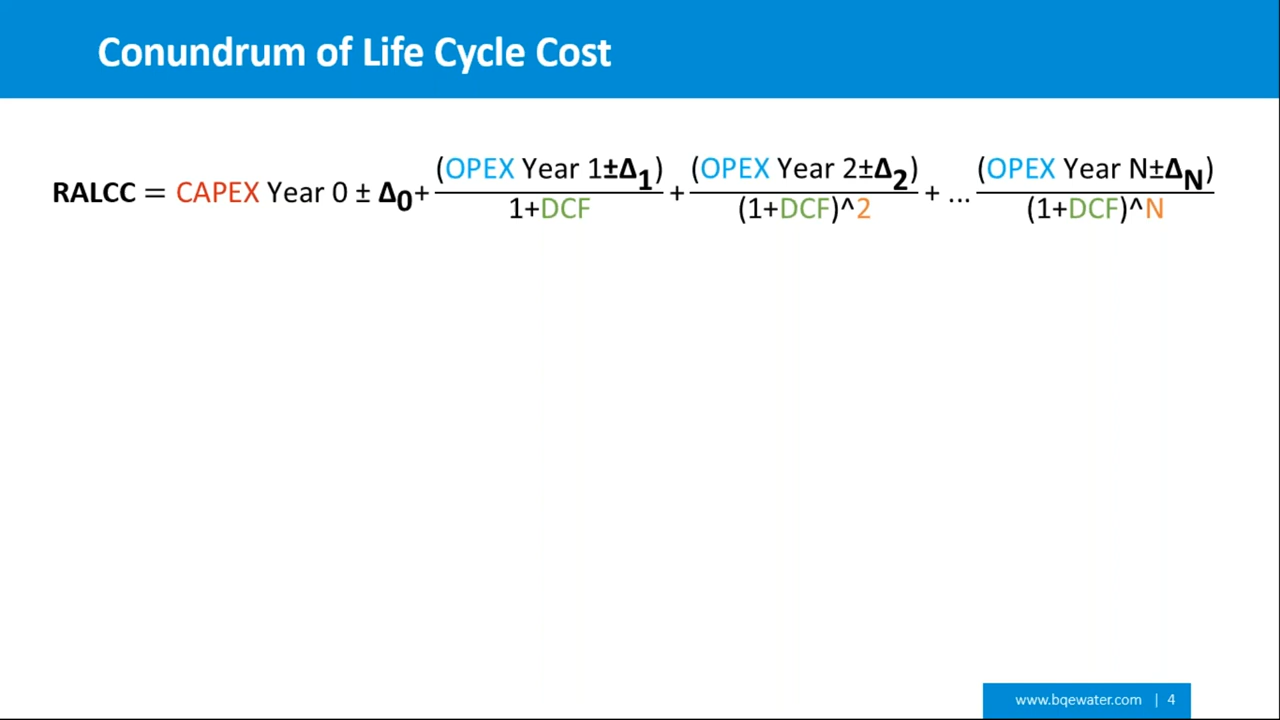 Conundrum of Life Cycle Cost
RALCC = CAPEX Year 0 ± Δ0+ (OPEX Year 1±Δ1) / 1+DCF + (OPEX Year 2±Δ2) / (1+DCF)^2 + ... (OPEX Year N±ΔN) / (1+DCF)^N
www.bqewater.com | 4